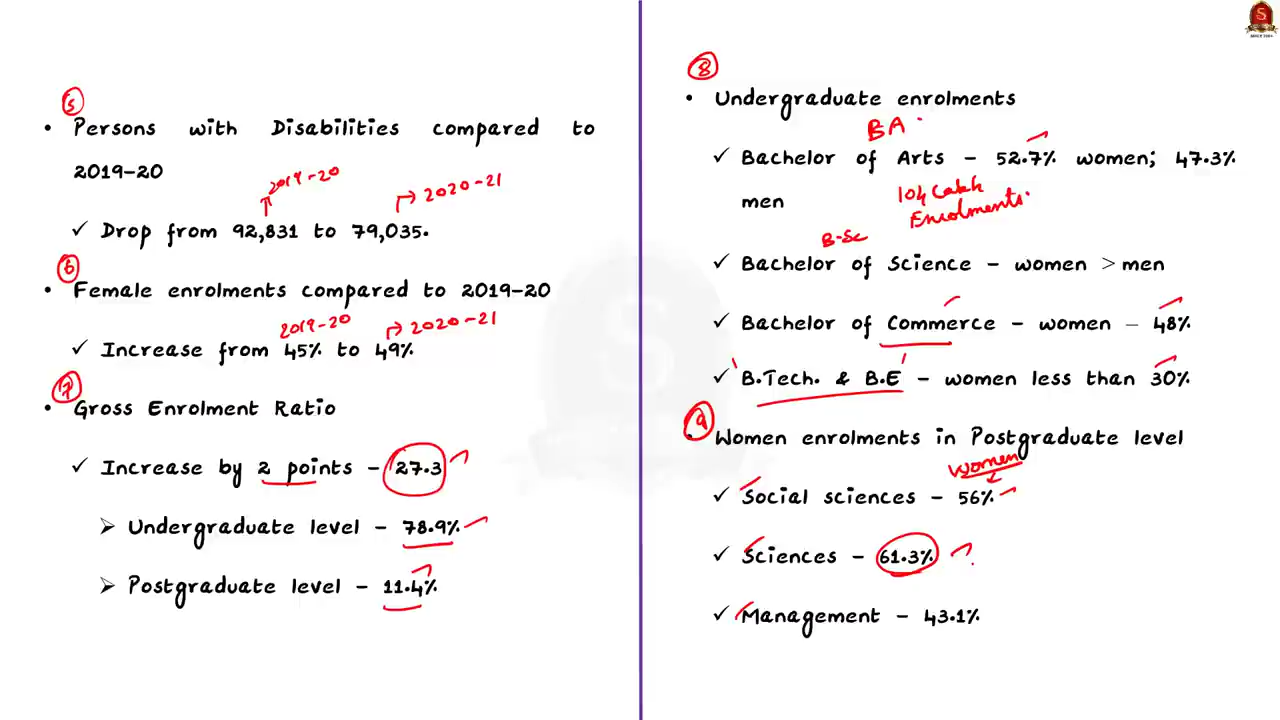 5
• Persons with Disabilities compared to
2019-20
2019-20
2020-21
✓ Drop from 92,831 to 79,035.
6
• Female enrolments compared to 2019-20
2019-20
2020-21
✓ Increase from 45% to 49%
7
• Gross Enrolment Ratio
✓ Increase by 2 points - 27.3
➢ Undergraduate level - 78.9%
➢ Postgraduate level - 11.4%
8
• Undergraduate enrolments
BA
✓ Bachelor of Arts - 52.7% women; 47.3%
men
104 Lakh
Enrolments.
B-Sc
✓ Bachelor of Science - women > men
✓ Bachelor of Commerce - women - 48%
✓ B.Tech. & B.E - women less than 30%
9
• Women enrolments in Postgraduate level
women
✓ Social sciences - 56%
✓ Sciences - 61.3%
✓ Management - 43.1%
S